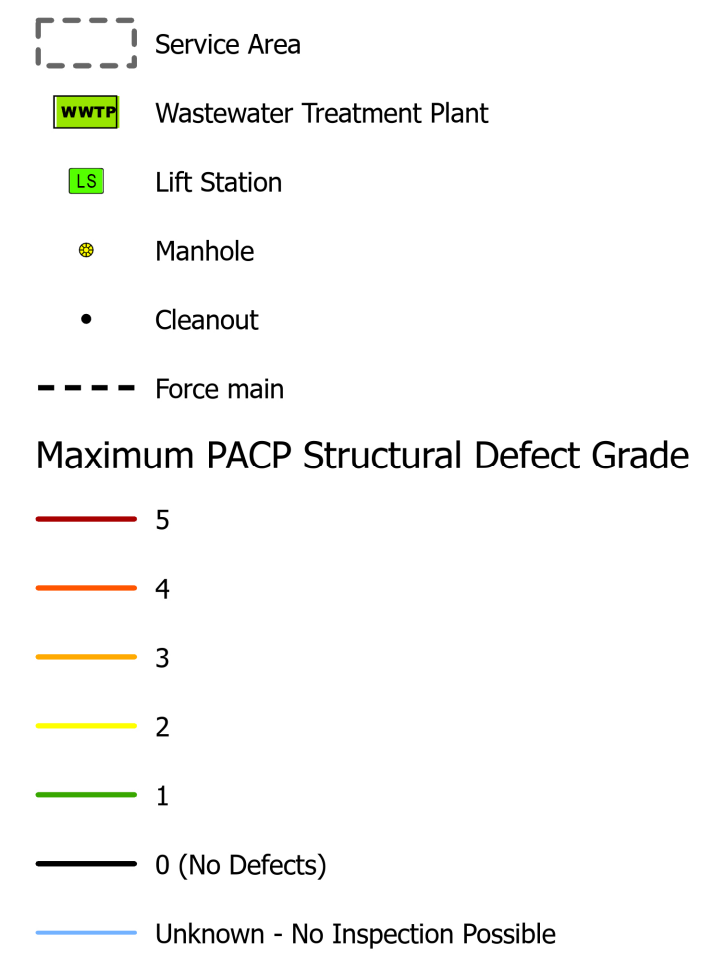 Service Area
WWTP Wastewater Treatment Plant
LS Lift Station
Manhole
Cleanout
Force main
Maximum PACP Structural Defect Grade
5
4
3
2
1
0 (No Defects)
Unknown - No Inspection Possible